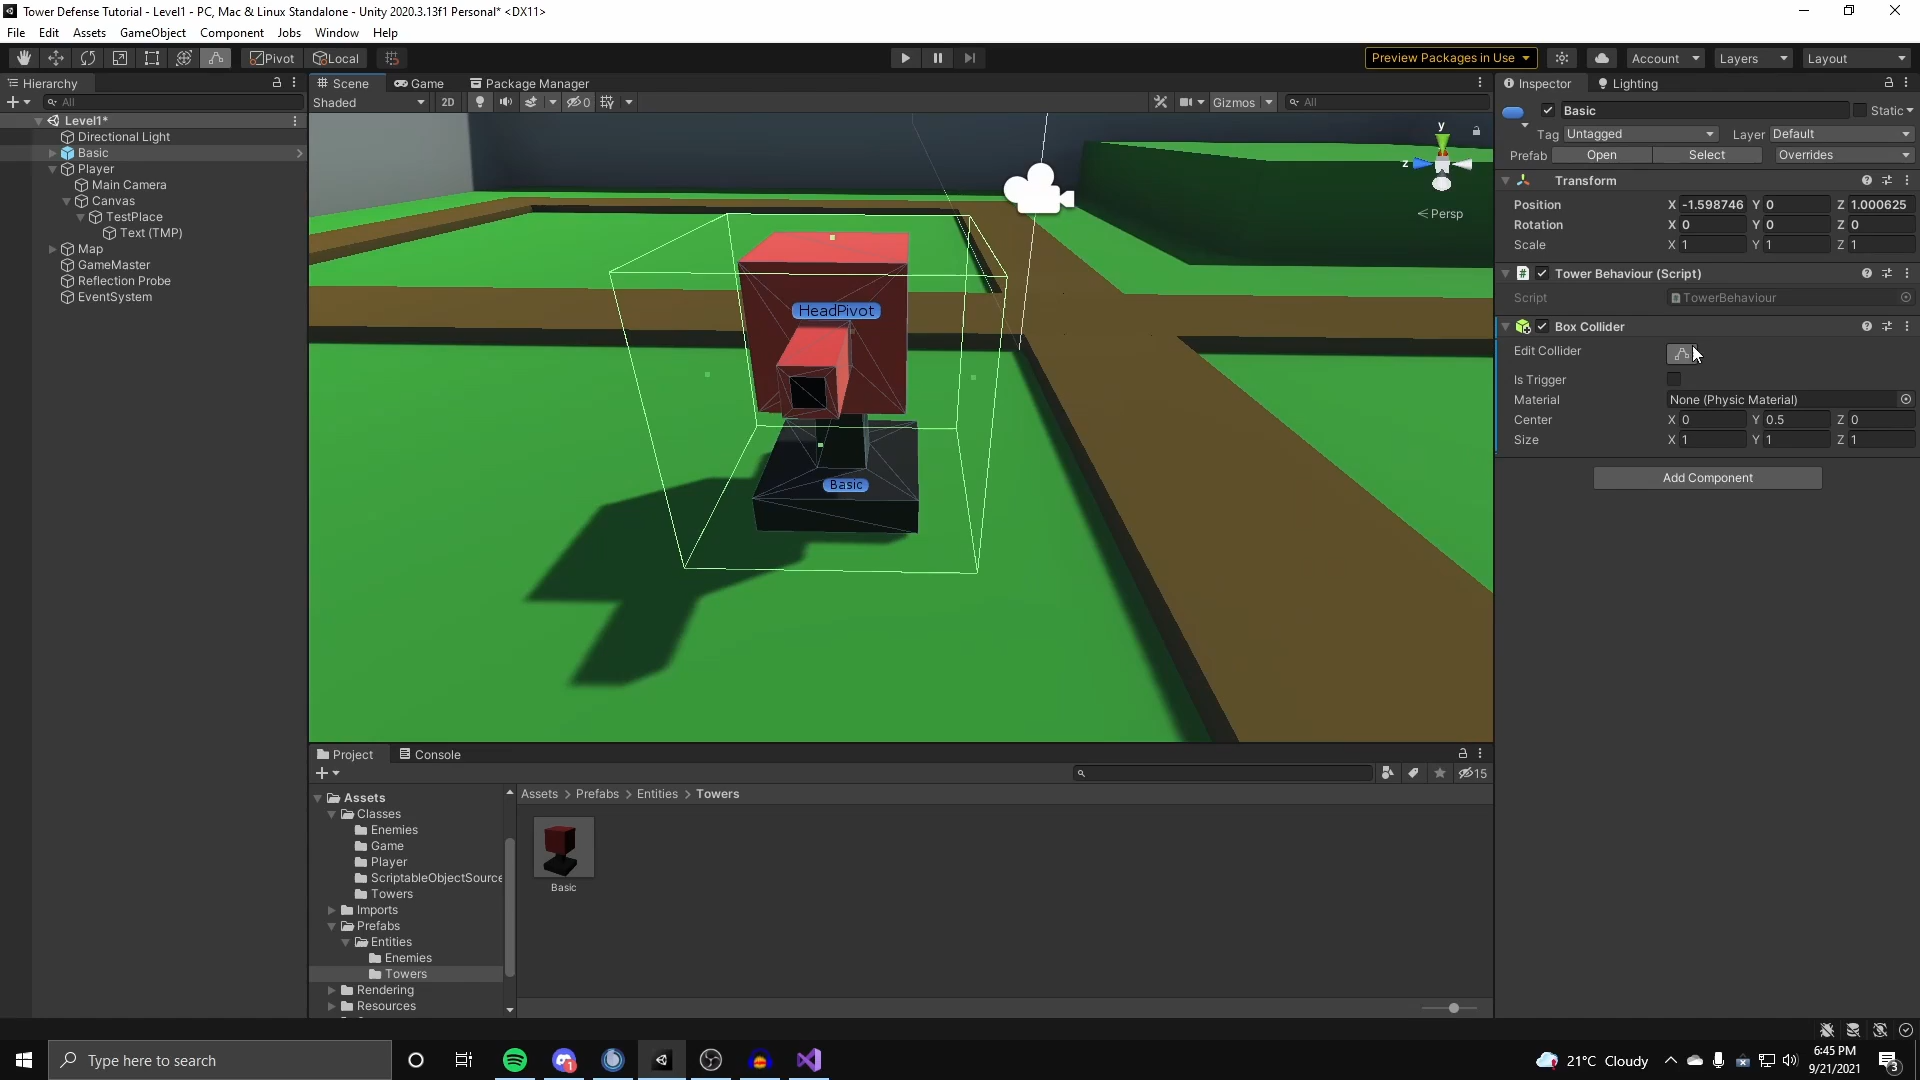 Tower Defense Tutorial - Level1 - PC, Mac & Linux Standalone - Unity 2020.3.13f1 Personal* <DX11>
File Edit Assets GameObject Component Jobs Window Help
Pivot Local Preview Packages in Use Account Layers Layout
Hierarchy
All
Level1*
Directional Light
Basic
Player
Main Camera
Canvas
TestPlace
Text (TMP)
Map
GameMaster
Reflection Probe
EventSystem
Scene Game Package Manager
Shaded 2D 0 Gizmos All
y
z
Persp
HeadPivot
Basic
Inspector Lighting
Basic Static
Tag Untagged Layer Default
Prefab Open Select Overrides
Transform
Position X -1.598746 Y 0 Z 1.000625
Rotation X 0 Y 0 Z 0
Scale X 1 Y 1 Z 1
Tower Behaviour (Script)
Script TowerBehaviour
Box Collider
Edit Collider
Is Trigger
Material None (Physic Material)
Center X 0 Y 0.5 Z 0
Size X 1 Y 1 Z 1
Add Component
Project Console
15
Assets
Classes
Enemies
Game
Player
ScriptableObjectSource
Towers
Imports
Prefabs
Entities
Enemies
Towers
Rendering
Resources
Assets > Prefabs > Entities > Towers
Basic
Type here to search
1
21°C Cloudy
6:45 PM
9/21/2021
3